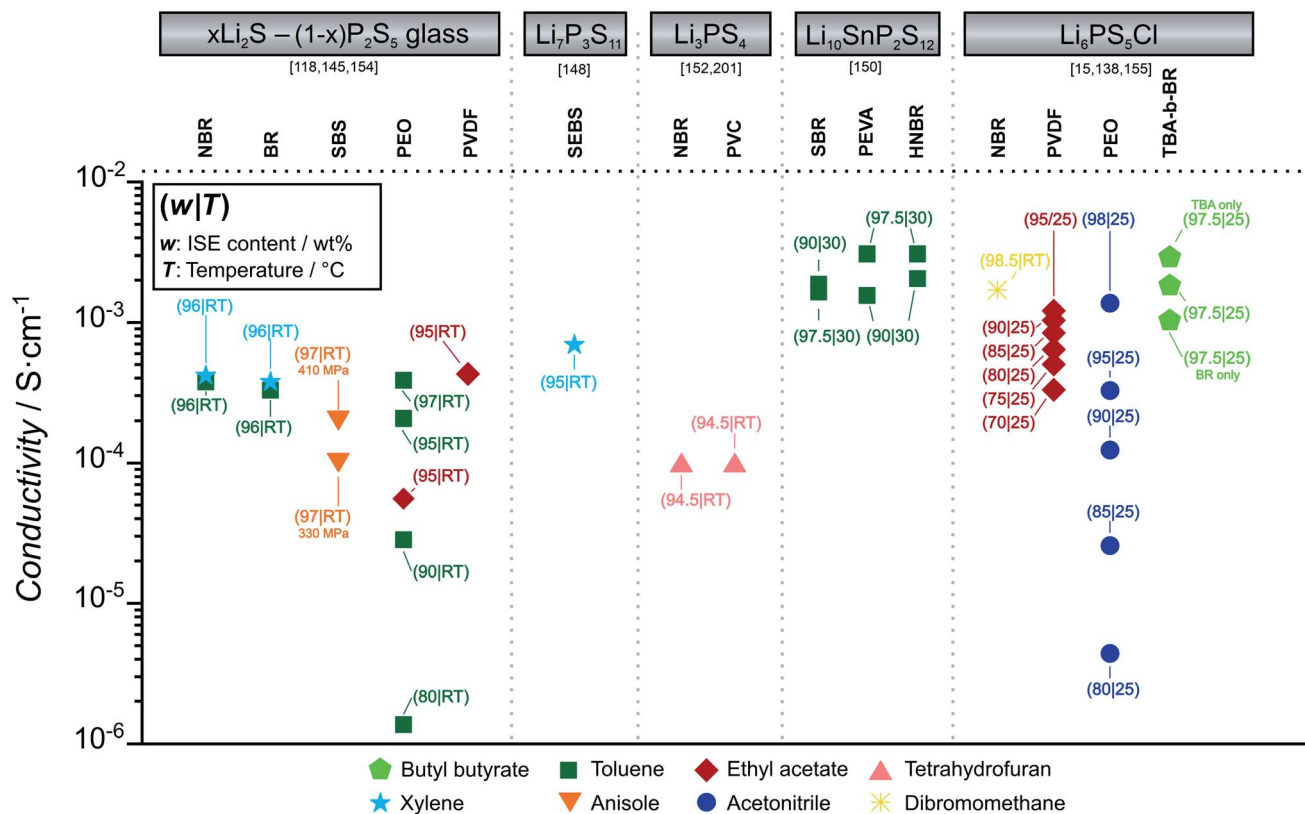 xLi₂S – (1-x)P₂S₅ glass
Li₇P₃S₁₁
Li₃PS₄
Li₁₀SnP₂S₁₂
Li₆PS₅Cl
[118,145,154]
[148]
[152,201]
[150]
[15,138,155]
NBR
BR
SBS
PEO
PVDF
SEBS
NBR
PVC
SBR
PEVA
HNBR
NBR
PVDF
PEO
TBA-b-BR
Conductivity / S·cm⁻¹
10⁻²
10⁻³
10⁻⁴
10⁻⁵
10⁻⁶
(w|T)
w: ISE content / wt%
T: Temperature / °C
(96|RT)
(96|RT)
(96|RT)
(96|RT)
(97|RT)
410 MPa
(97|RT)
330 MPa
(97|RT)
(95|RT)
(95|RT)
(90|RT)
(80|RT)
(95|RT)
(95|RT)
(94.5|RT)
(94.5|RT)
(90|30)
(97.5|30)
(97.5|30)
(90|30)
(98.5|RT)
(95/25)
(90|25)
(85|25)
(80|25)
(75|25)
(70|25)
(98|25)
(95|25)
(90|25)
(85|25)
(80|25)
TBA only
(97.5|25)
(97.5|25)
(97.5|25)
BR only
Butyl butyrate
Toluene
Ethyl acetate
Tetrahydrofuran
Xylene
Anisole
Acetonitrile
Dibromomethane